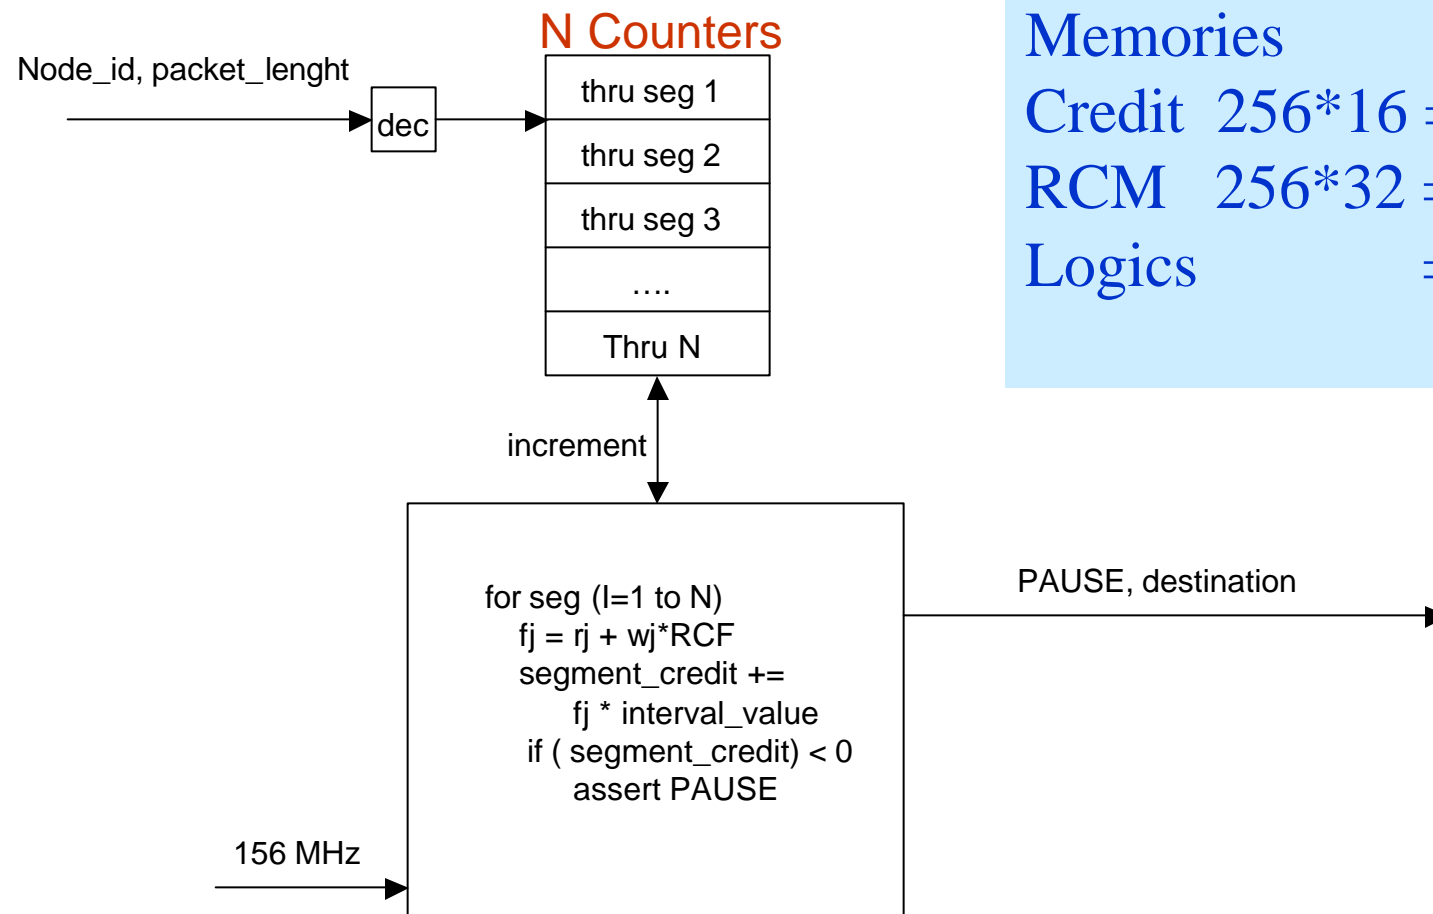 N Counters
Node_id, packet_lenght
dec
thru seg 1
thru seg 2
thru seg 3
….
Thru N
increment
Memories
Credit 256*16 =
RCM 256*32 =
Logics =
for seg (I=1 to N)
fj = rj + wj*RCF
segment_credit +=
fj * interval_value
if ( segment_credit) < 0
assert PAUSE
PAUSE, destination
156 MHz